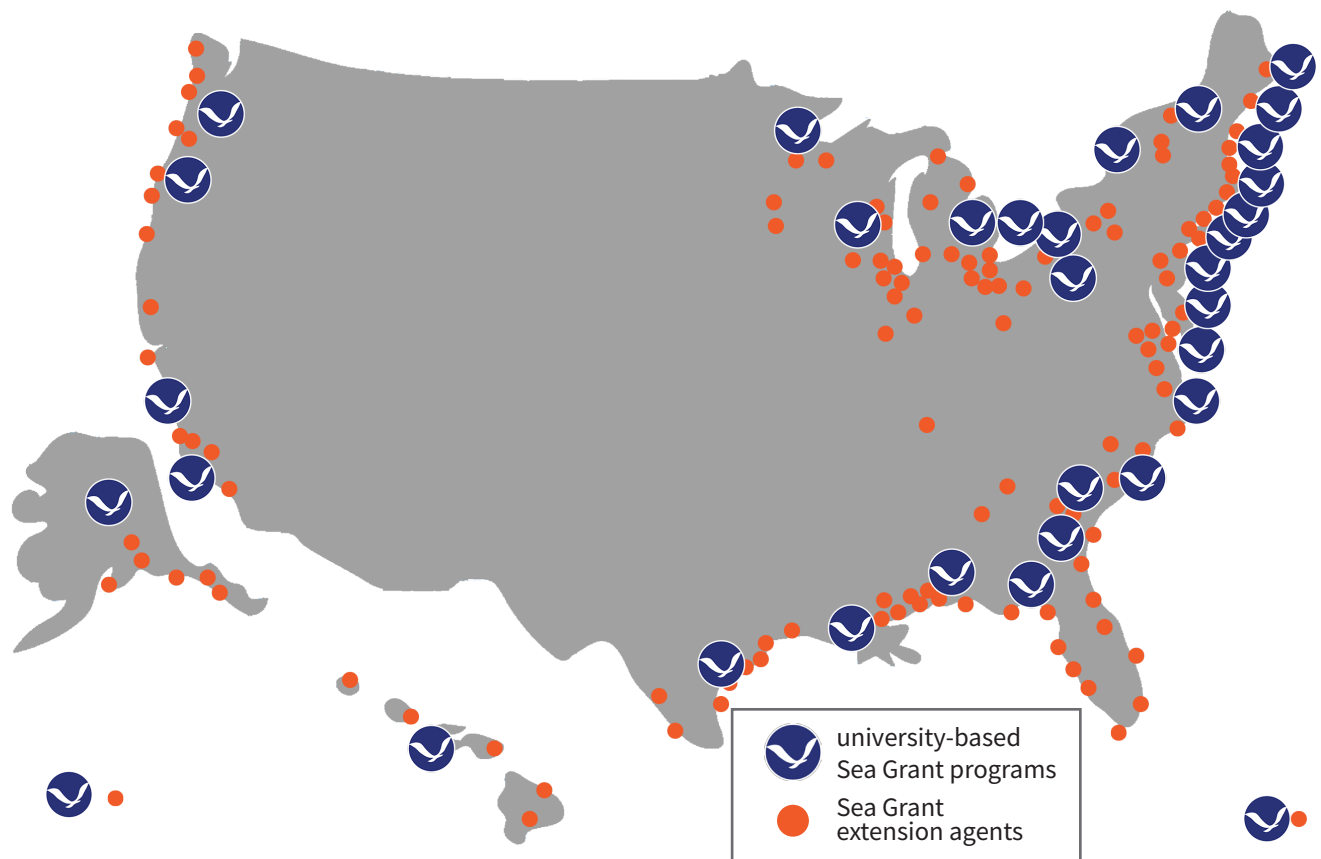 university-based
Sea Grant programs
Sea Grant
extension agents